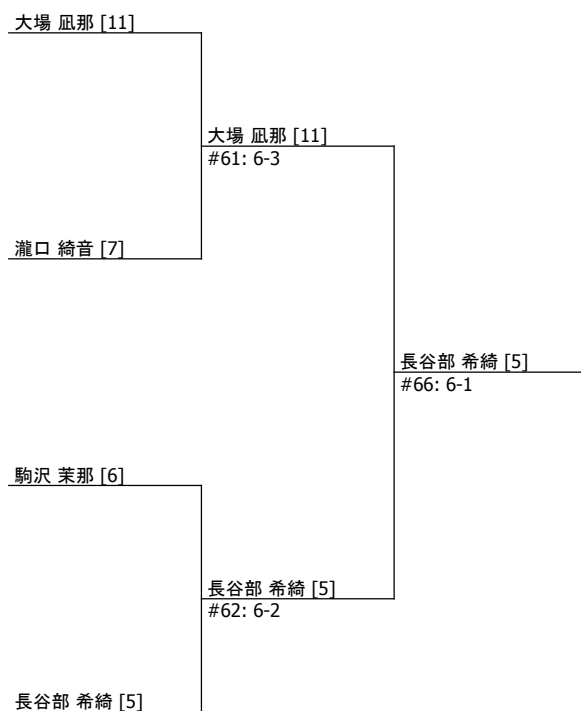 大場 凪那 [11]
大場 凪那 [11]
#61: 6-3
瀧口 綺音 [7]
長谷部 希綺 [5]
#66: 6-1
駒沢 茉那 [6]
長谷部 希綺 [5]
#62: 6-2
長谷部 希綺 [5]